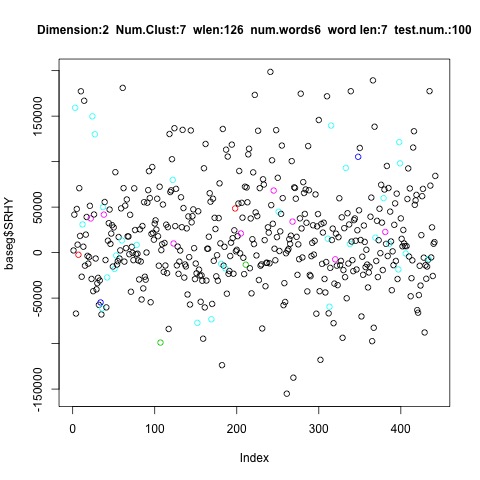 Dimension:2 Num.Clust:7 wlen:126 num.words6 word len:7 test.num.:100
150000
50000
0
-50000
-150000
baseg$SRHY
0 100 200 300 400
Index